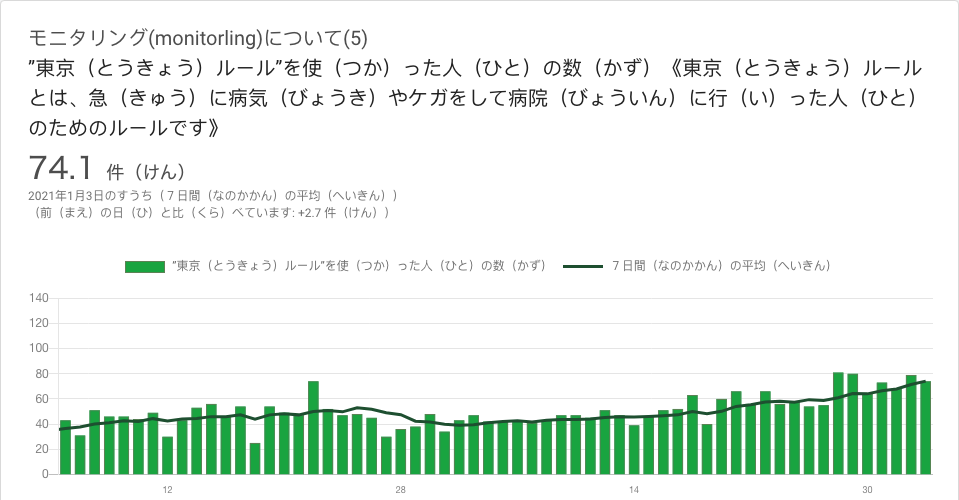 モニタリング(monitorling)について(5)
”東京（とうきょう）ルール”を使（つか）った人（ひと）の数（かず）《東京（とうきょう）ルール
とは、急（きゅう）に病気（びょうき）やケガをして病院（びょういん）に行（い）った人（ひと）
のためのルールです》
74.1 件（けん）
2021年1月3日のすうち（７日間（なのかかん）の平均（へいきん））
（前（まえ）の日（ひ）と比（くら）べています: +2.7 件（けん））
”東京（とうきょう）ルール”を使（つか）った人（ひと）の数（かず） ７日間（なのかかん）の平均（へいきん）
140
120
100
80
60
40
20
0
12 28 14 30